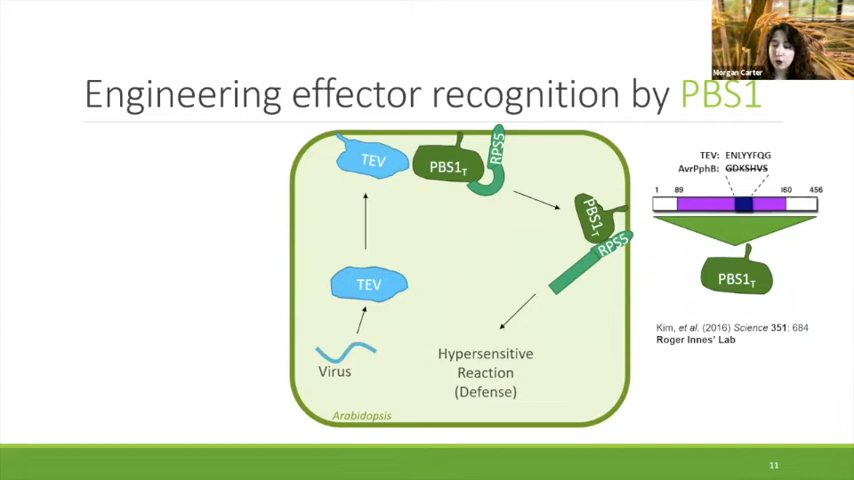 Morgan Carter
Engineering effector recognition by PBS1
TEV
PBS1T
RPS5
PBS1T
RPS5
TEV
Virus
Hypersensitive
Reaction
(Defense)
Arabidopsis
TEV: ENLYYFQG
AvrPphB: GDKSHVS
1 89 i60 456
PBS1T
Kim, et al. (2016) Science 351: 684
Roger Innes' Lab
11